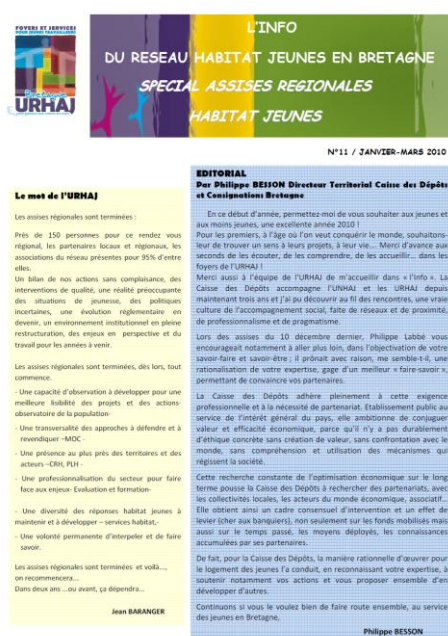 FOYERS ET SERVICES
POUR JEUNES TRAVAILLEURS
Bretagne
URHAJ
L'INFO
DU RESEAU HABITAT JEUNES EN BRETAGNE
SPECIAL ASSISES REGIONALES
HABITAT JEUNES
N°11 / JANVIER-MARS 2010
Le mot de l'URHAJ
Les assises régionales sont terminées :
Près de 150 personnes pour ce rendez vous
régional, les partenaires locaux et régionaux, les
associations du réseau présentes pour 95% d'entre
elles.
Un bilan de nos actions sans complaisance, des
interventions de qualité, une réalité préoccupante
des situations de jeunesse, des politiques
incertaines, une évolution réglementaire en
devenir, un environnement institutionnel en pleine
restructuration, des enjeux en perspective et du
travail pour les années à venir.
Les assises régionales sont terminées, dès lors, tout
commence.
- Une capacité d'observation à développer pour une
meilleure lisibilité des projets et des actions-
observatoire de la population-
- Une transversalité des approches à défendre et à
revendiquer –MOC -
- Une présence au plus près des territoires et des
acteurs –CRH, PLH -
- Une professionnalisation du secteur pour faire
face aux enjeux- Evaluation et formation-
- Une diversité des réponses habitat jeunes à
maintenir et à développer – services habitat,-
- Une volonté permanente d'interpeler et de faire
savoir.
Les assises régionales sont terminées et voilà...,
on recommencera...
Dans deux ans ...ou avant, ça dépendra...
Jean BARANGER
EDITORIAL
Par Philippe BESSON Directeur Territorial Caisse des Dépôts
et Consignations Bretagne
En ce début d'année, permettez-moi de vous souhaiter aux jeunes et
aux moins jeunes, une excellente année 2010 !
Pour les premiers, à l'âge où l'on veut conquérir le monde, souhaitons-
leur de trouver un sens à leurs projets, à leur vie.... Merci d'avance aux
seconds de les écouter, de les comprendre, de les accueillir... dans les
foyers de l'URHAJ !
Merci aussi à l'équipe de l'URHAJ de m'accueillir dans « l'Info ». La
Caisse des Dépôts accompagne l'UNHAJ et les URHAJ depuis
maintenant trois ans et j'ai pu découvrir au fil des rencontres, une vraie
culture de l'accompagnement social, faite de réseaux et de proximité,
de professionnalisme et de pragmatisme.
Lors des assises du 10 décembre dernier, Philippe Labbé vous
encourageait notamment à aller plus loin, dans l'objectivation de votre
savoir-faire et savoir-être ; il prônait avec raison, me semble-t-il, une
rationalisation de votre expertise, gage d'un meilleur « faire-savoir »,
permettant de convaincre vos partenaires.
La Caisse des Dépôts adhère pleinement à cette exigence
professionnelle et à la nécessité de partenariat. Etablissement public au
service de l'intérêt général du pays, elle ambitionne de conjuguer
valeur et efficacité économique, parce qu'il n'y a pas durablement
d'éthique concrète sans création de valeur, sans confrontation avec le
monde, sans compréhension et utilisation des mécanismes qui
régissent la société.
Cette recherche constante de l'optimisation économique sur le long
terme pousse la Caisse des Dépôts à rechercher des partenariats, avec
les collectivités locales, les acteurs du monde économique, associatif...
Elle obtient ainsi un cadre consensuel d'intervention et un effet de
levier (cher aux banquiers), non seulement sur les fonds mobilisés mais
aussi sur le temps passé, les moyens déployés, les connaissances
accumulées par ses partenaires.
De fait, pour la Caisse des Dépôts, la manière rationnelle d'œuvrer pour
le logement des jeunes l'a conduit, en reconnaissant votre expertise, à
soutenir notamment vos actions et vous proposer ensemble d'en
développer d'autres.
Continuons si vous le voulez bien de faire route ensemble, au service
des jeunes en Bretagne.
Philippe BESSON